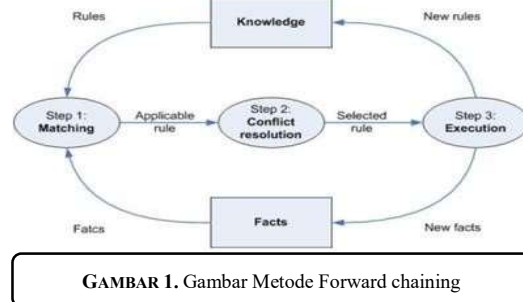 Rules
Knowledge
New rules
Step 1:
Matching
Applicable
rule
Step 2:
Conflict
resolution
Selected
rule
Step 3:
Execution
Fatcs
Facts
New facts
GAMBAR 1. Gambar Metode Forward chaining